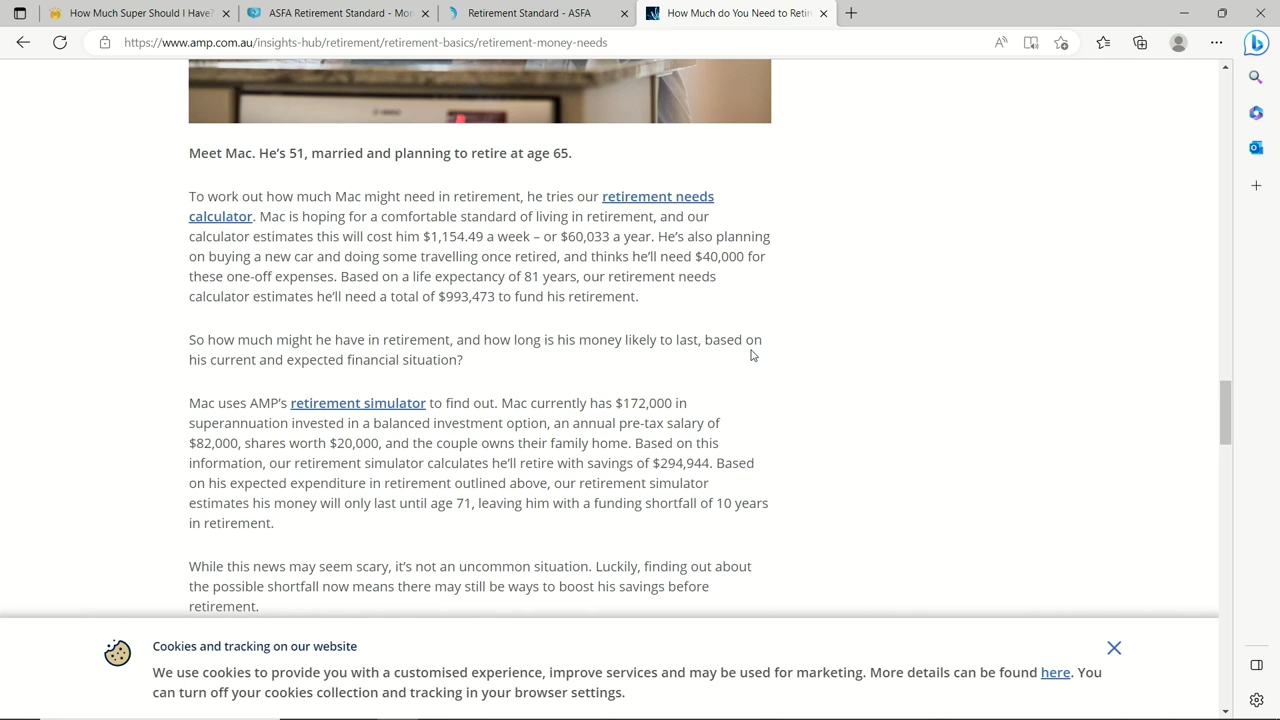 How Much Super Should I Have?
ASFA Retirement Standard - Mon
Retirement Standard - ASFA
How Much do You Need to Retir
https://www.amp.com.au/insights-hub/retirement/retirement-basics/retirement-money-needs
Meet Mac. He’s 51, married and planning to retire at age 65.
To work out how much Mac might need in retirement, he tries our retirement needs
calculator. Mac is hoping for a comfortable standard of living in retirement, and our
calculator estimates this will cost him $1,154.49 a week – or $60,033 a year. He’s also planning
on buying a new car and doing some travelling once retired, and thinks he’ll need $40,000 for
these one-off expenses. Based on a life expectancy of 81 years, our retirement needs
calculator estimates he’ll need a total of $993,473 to fund his retirement.
So how much might he have in retirement, and how long is his money likely to last, based on
his current and expected financial situation?
Mac uses AMP’s retirement simulator to find out. Mac currently has $172,000 in
superannuation invested in a balanced investment option, an annual pre-tax salary of
$82,000, shares worth $20,000, and the couple owns their family home. Based on this
information, our retirement simulator calculates he’ll retire with savings of $294,944. Based
on his expected expenditure in retirement outlined above, our retirement simulator
estimates his money will only last until age 71, leaving him with a funding shortfall of 10 years
in retirement.
While this news may seem scary, it’s not an uncommon situation. Luckily, finding out about
the possible shortfall now means there may still be ways to boost his savings before
retirement.
Cookies and tracking on our website
We use cookies to provide you with a customised experience, improve services and may be used for marketing. More details can be found here. You
can turn off your cookies collection and tracking in your browser settings.